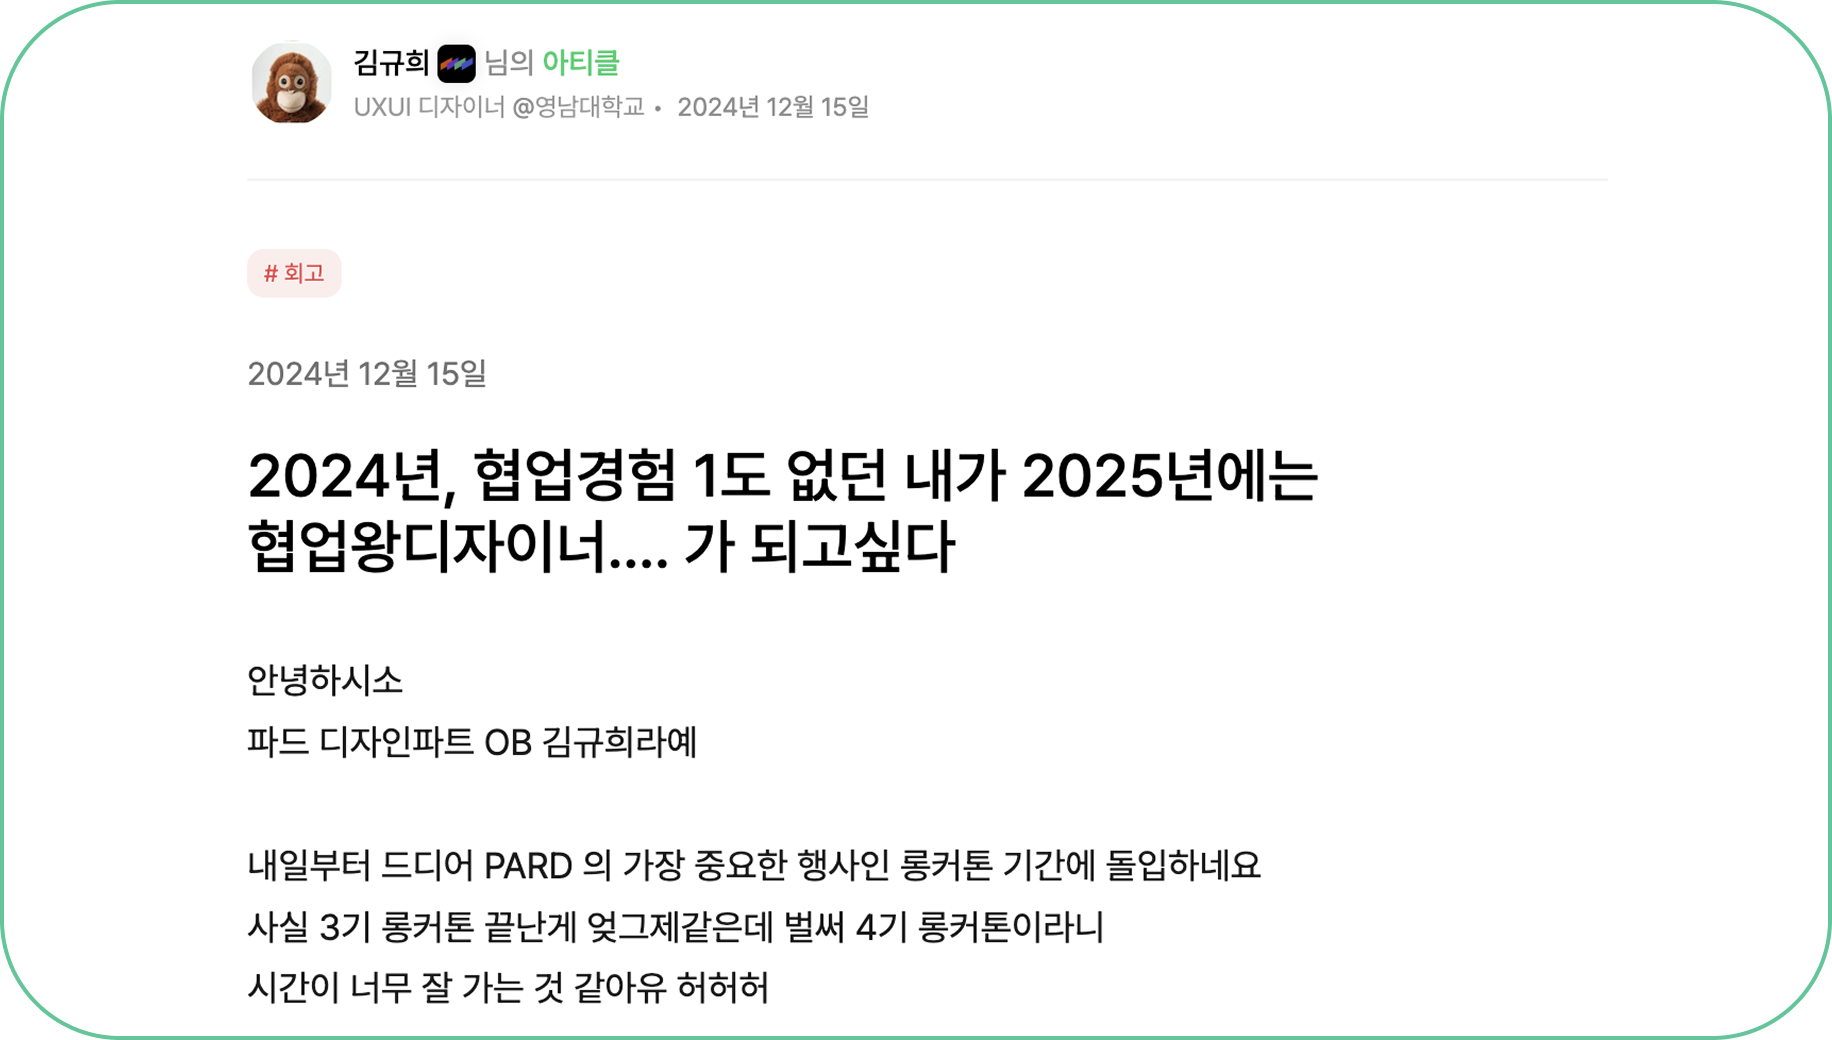 김규희 님의 아티클
UXUI 디자이너 @영남대학교 • 2024년 12월 15일
# 회고
2024년 12월 15일
2024년, 협업경험 1도 없던 내가 2025년에는
협업왕디자이너.... 가 되고싶다
안녕하시소
파드 디자인파트 OB 김규희라예
내일부터 드디어 PARD 의 가장 중요한 행사인 롱커톤 기간에 돌입하네요
사실 3기 롱커톤 끝난게 엊그제같은데 벌써 4기 롱커톤이라니
시간이 너무 잘 가는 것 같아유 허허허